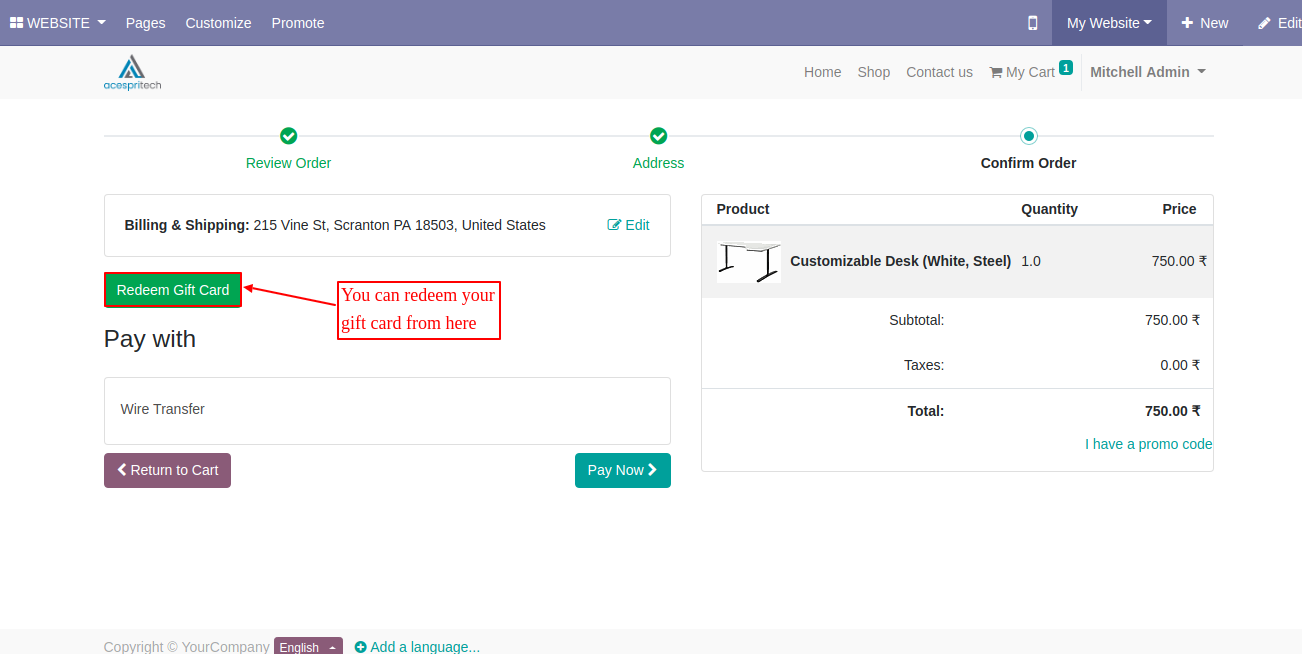 WEBSITE Pages Customize Promote My Website New Edit
acespritech Home Shop Contact us My Cart 1 Mitchell Admin
Review Order Address Confirm Order
Billing & Shipping: 215 Vine St, Scranton PA 18503, United States Edit
Redeem Gift Card
You can redeem your
gift card from here
Pay with
Wire Transfer
Return to Cart Pay Now
Product Quantity Price
Customizable Desk (White, Steel) 1.0 750.00 ₹
Subtotal: 750.00 ₹
Taxes: 0.00 ₹
Total: 750.00 ₹
I have a promo code
Copyright © YourCompany English Add a language...